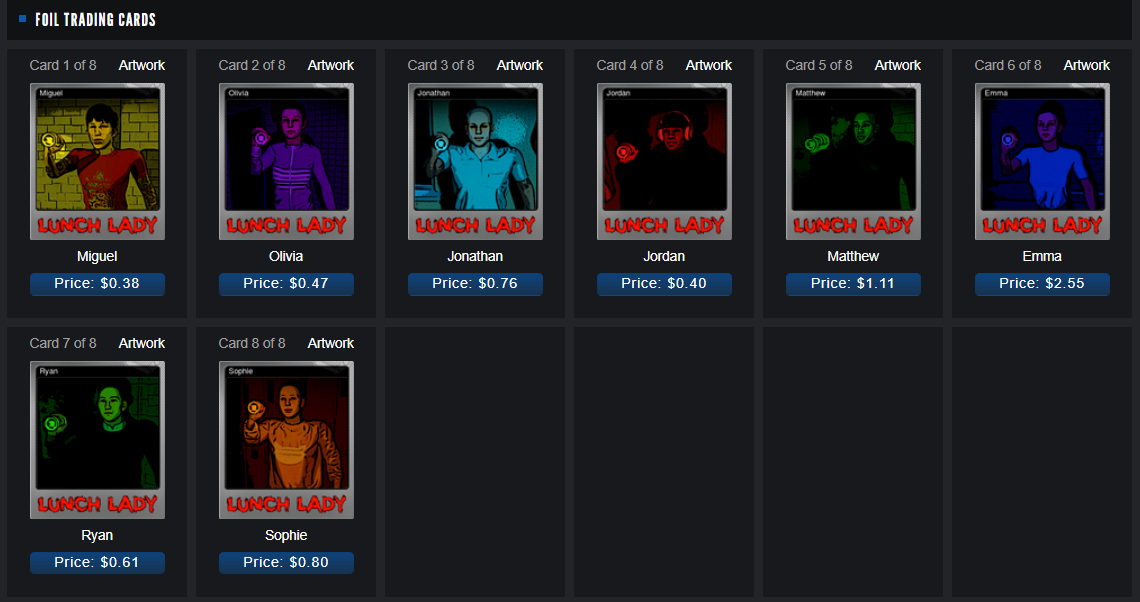 FOIL TRADING CARDS
Card 1 of 8 Artwork
Miguel
LUNCH LADY
Miguel
Price: $0.38
Card 2 of 8 Artwork
Olivia
LUNCH LADY
Olivia
Price: $0.47
Card 3 of 8 Artwork
Jonathan
LUNCH LADY
Jonathan
Price: $0.76
Card 4 of 8 Artwork
Jordan
LUNCH LADY
Jordan
Price: $0.40
Card 5 of 8 Artwork
Matthew
LUNCH LADY
Matthew
Price: $1.11
Card 6 of 8 Artwork
Emma
LUNCH LADY
Emma
Price: $2.55
Card 7 of 8 Artwork
Ryan
LUNCH LADY
Ryan
Price: $0.61
Card 8 of 8 Artwork
Sophie
LUNCH LADY
Sophie
Price: $0.80